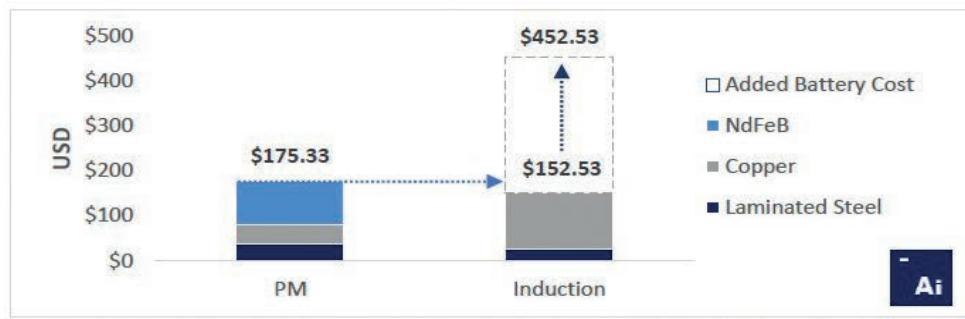 $500
$400
$300
$200
$100
$0
USD
$175.33
$452.53
$152.53
PM
Induction
Added Battery Cost
NdFeB
Copper
Laminated Steel
Ai